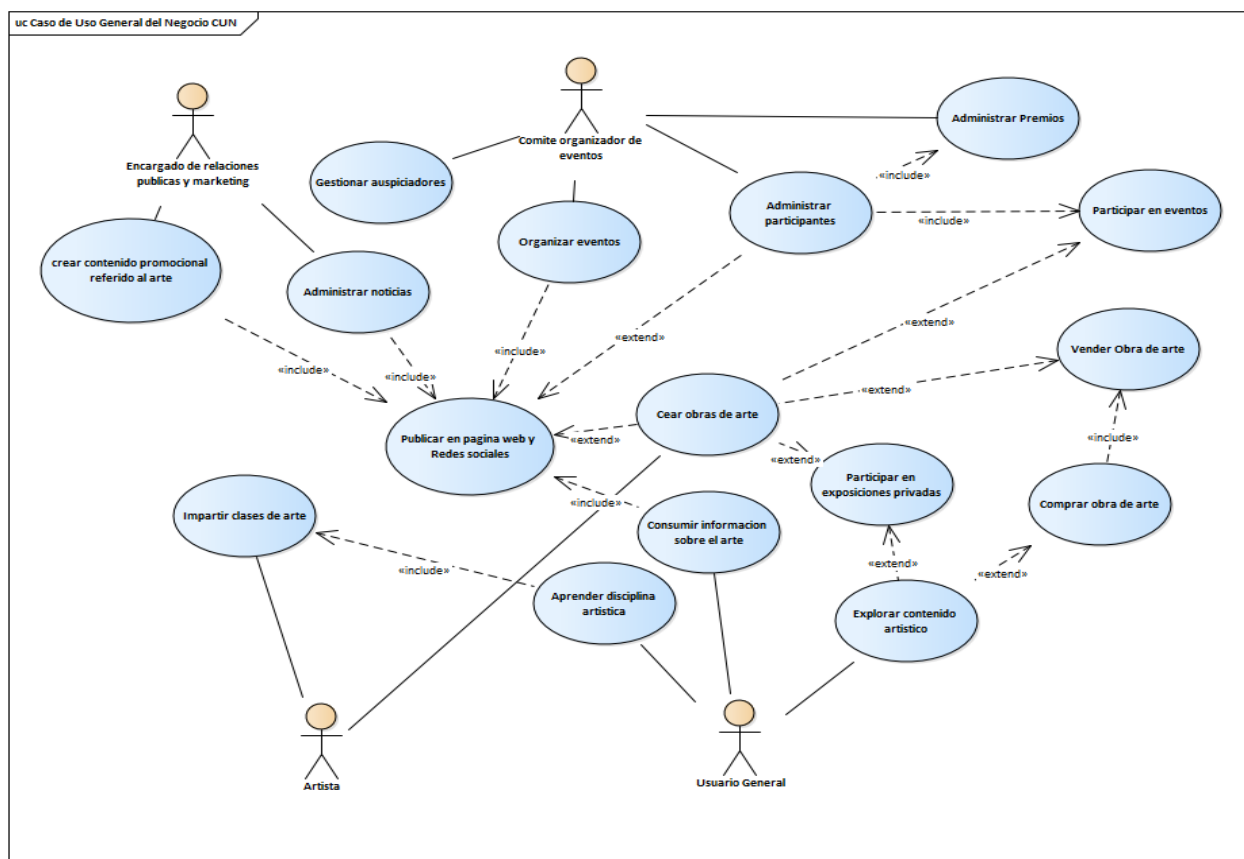 uc Caso de Uso General del Negocio CUN
Encargado de relaciones
publicas y marketing
Comite organizador de
eventos
Administrar Premios
Gestionar auspiciadores
Administrar
participantes
«include»
«include»
Participar en eventos
Organizar eventos
crear contenido promocional
referido al arte
Administrar noticias
«extend»
«extend»
«include»
«include»
«include»
Vender Obra de arte
«extend»
Cear obras de arte
Publicar en pagina web y
Redes sociales
«extend»
«extend»
«include»
Participar en
exposiciones privadas
Comprar obra de arte
Impartir clases de arte
«include»
Consumir informacion
sobre el arte
«include»
«extend»
«extend»
Aprender disciplina
artistica
Explorar contenido
artistico
Artista
Usuario General